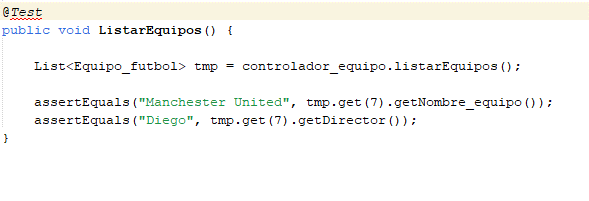 @Test
public void ListarEquipos() {
List<Equipo_futbol> tmp = controlador_equipo.listarEquipos();
assertEquals("Manchester United", tmp.get(7).getNombre_equipo());
assertEquals("Diego", tmp.get(7).getDirector());
}